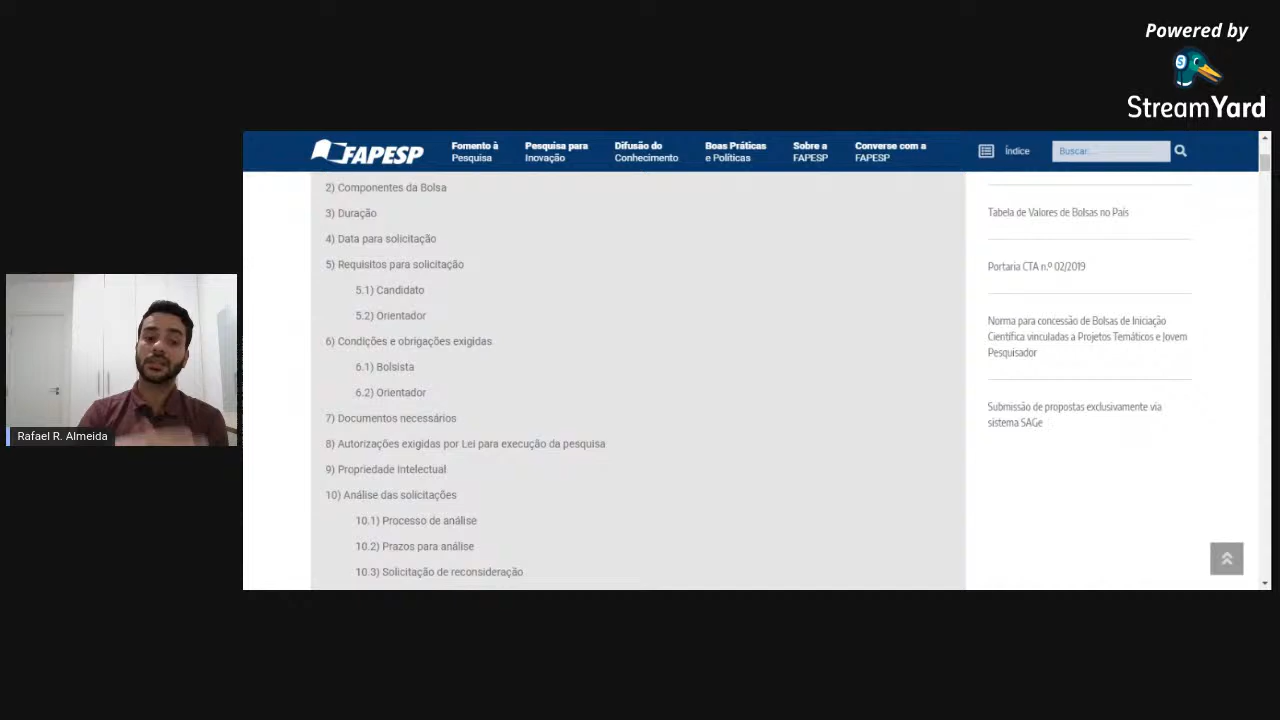 Powered by
StreamYard
FAPESP
Fomento à
Pesquisa
Pesquisa para
Inovação
Difusão do
Conhecimento
Boas Práticas
e Políticas
Sobre a
FAPESP
Converse com a
FAPESP
Índice
Buscar...
2) Componentes da Bolsa
3) Duração
4) Data para solicitação
5) Requisitos para solicitação
5.1) Candidato
5.2) Orientador
6) Condições e obrigações exigidas
6.1) Bolsista
6.2) Orientador
7) Documentos necessários
8) Autorizações exigidas por Lei para execução da pesquisa
9) Propriedade Intelectual
10) Análise das solicitações
10.1) Processo de análise
10.2) Prazos para análise
10.3) Solicitação de reconsideração
Tabela de Valores de Bolsas no País
Portaria CTA n.º 02/2019
Norma para concessão de Bolsas de Iniciação
Científica vinculadas a Projetos Temáticos e Jovem
Pesquisador
Submissão de propostas exclusivamente via
sistema SAGe
Rafael R. Almeida